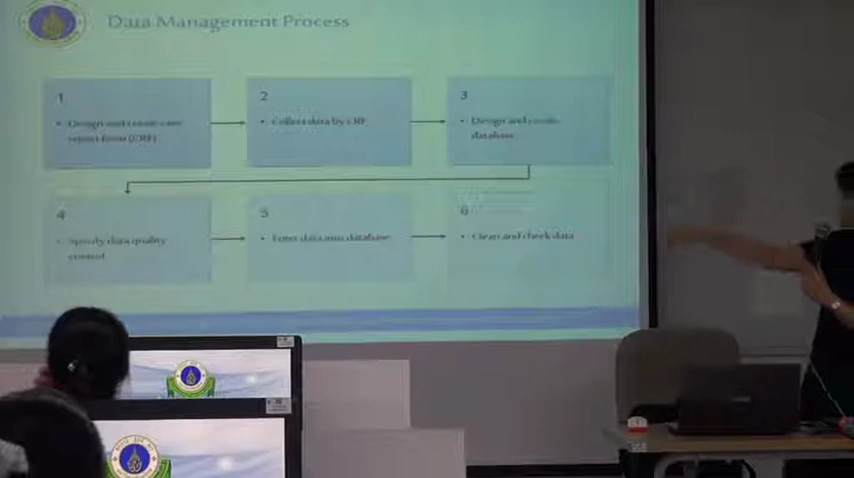 Data Management Process
1
• Design and create case
report form (CRF)
2
• Collect data by CRF
3
• Design and create
database
4
• Specify data quality
control
5
• Enter data into database
6
• Clean and check data